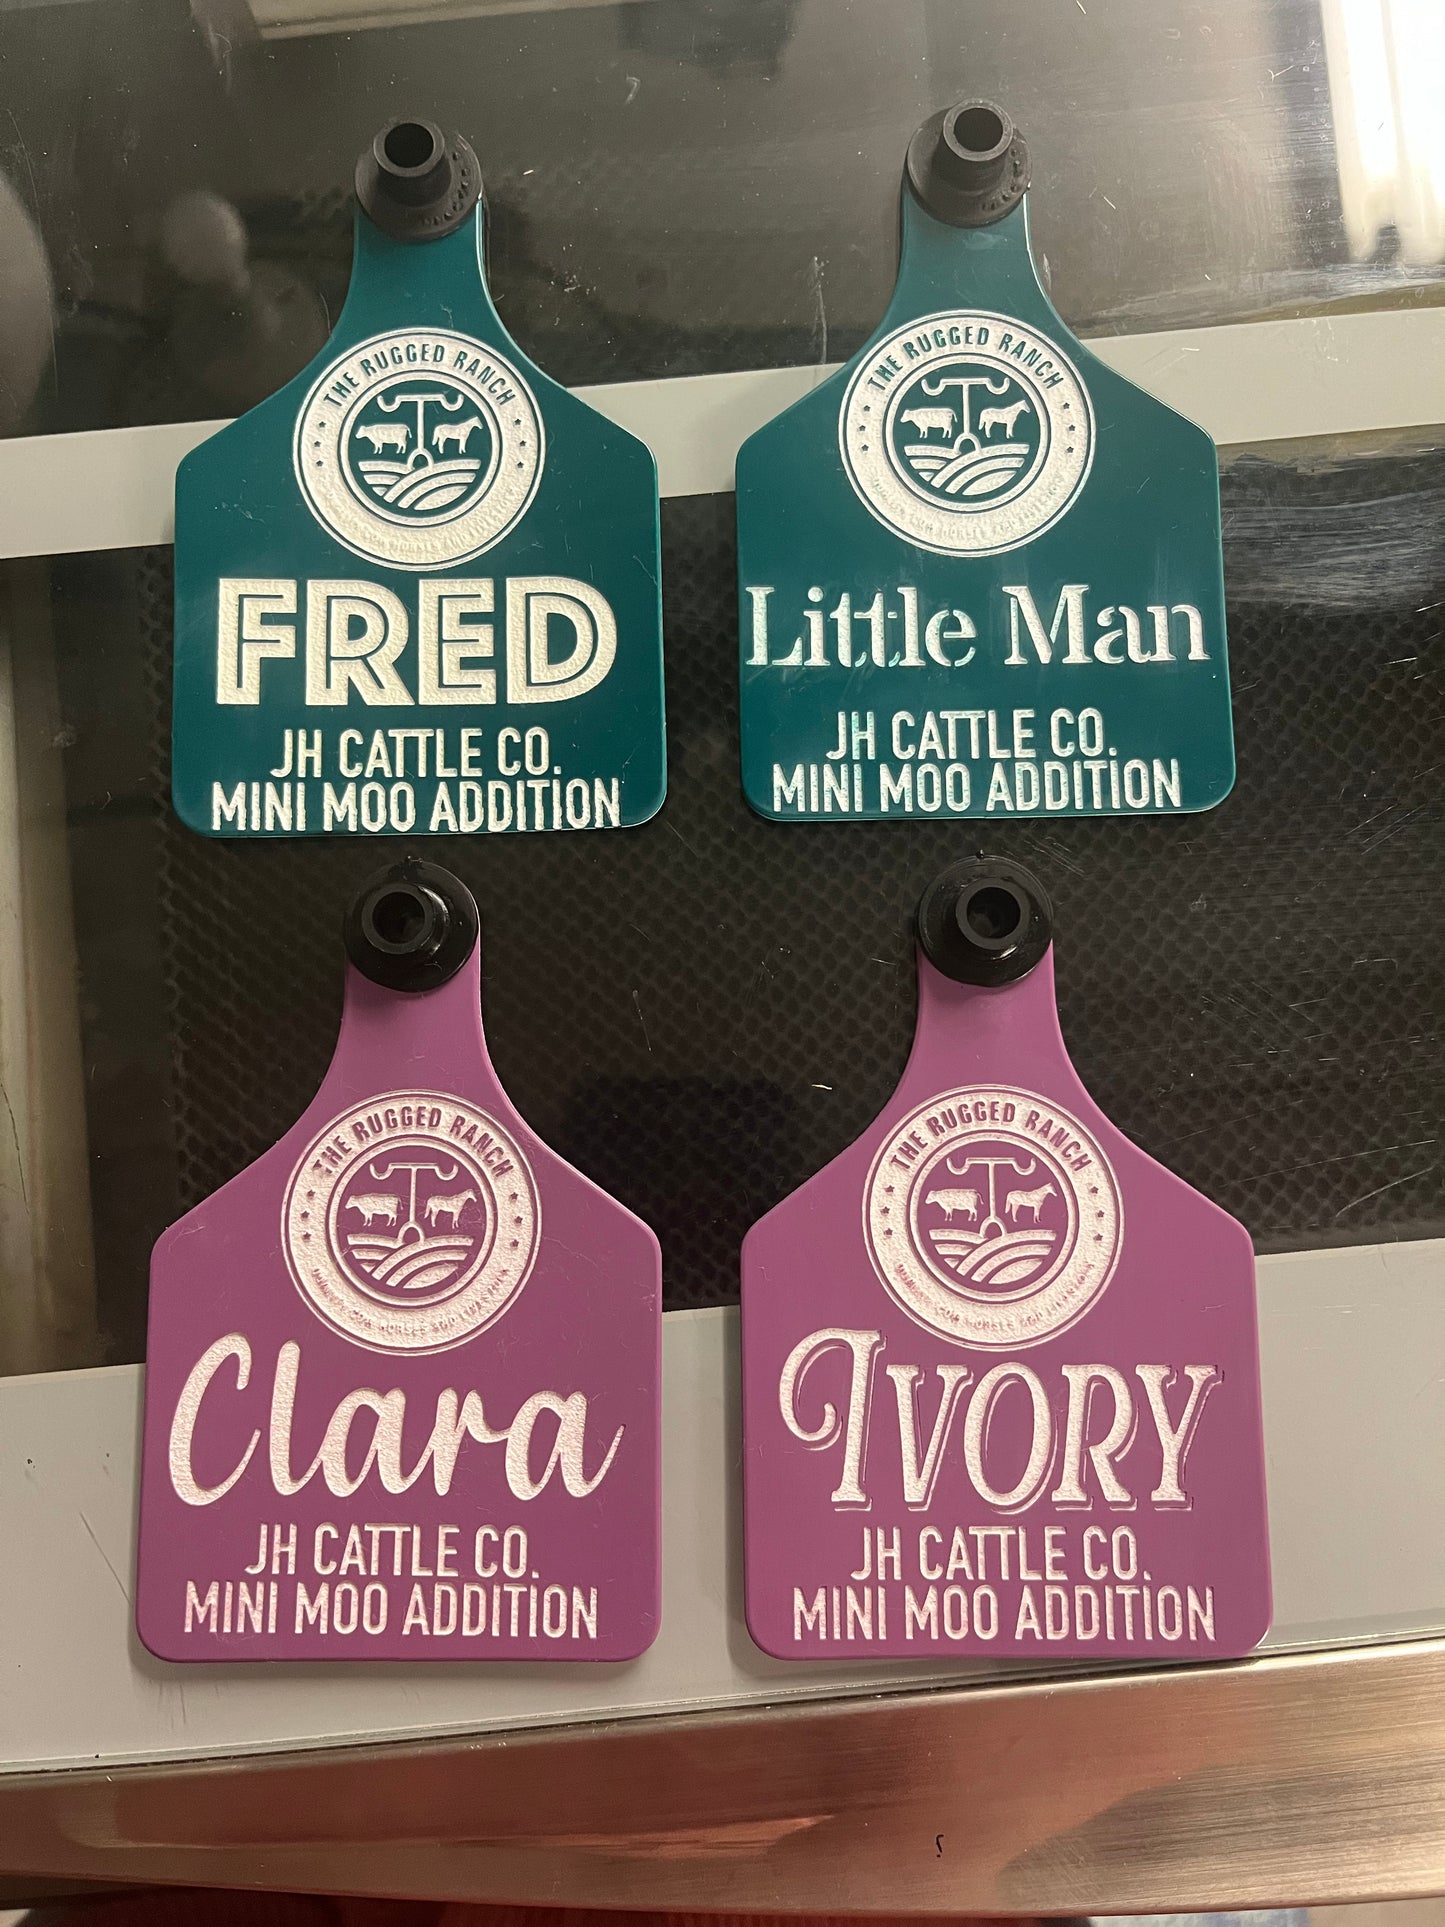 THE RUGGED RANCH
FRED
JH CATTLE CO.
MINI MOO ADDITION
THE RUGGED RANCH
Little Man
JH CATTLE CO.
MINI MOO ADDITION
THE RUGGED RANCH
Clara
JH CATTLE CO.
MINI MOO ADDITION
THE RUGGED RANCH
IVORY
JH CATTLE CO.
MINI MOO ADDITION